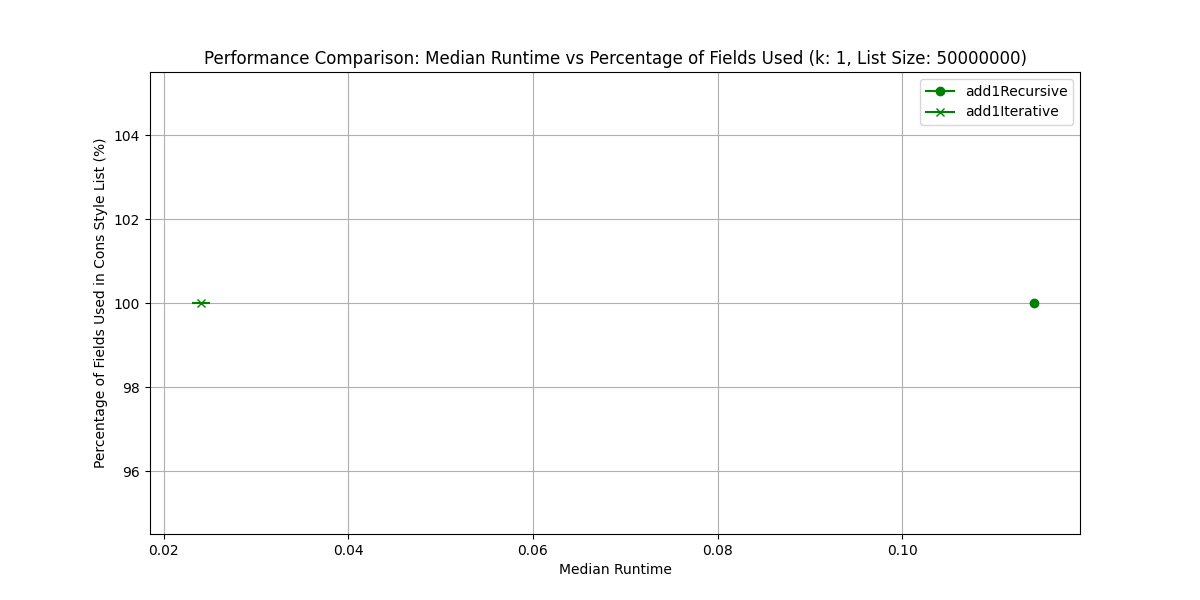 Performance Comparison: Median Runtime vs Percentage of Fields Used (k: 1, List Size: 50000000)
add1Recursive
add1Iterative
Percentage of Fields Used in Cons Style List (%)
104
102
100
98
96
0.02 0.04 0.06 0.08 0.10
Median Runtime